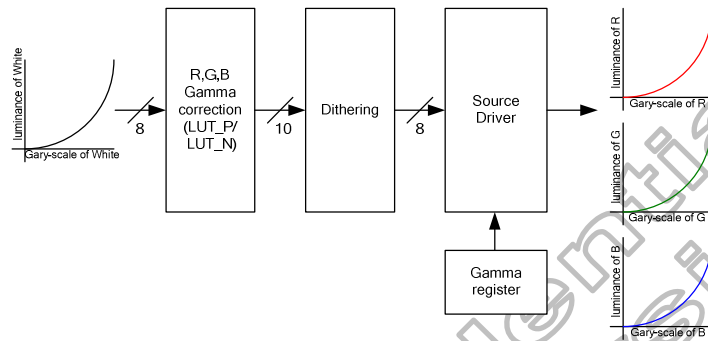 luminance of White
Gary-scale of White
8
R,G,B
Gamma
correction
(LUT_P/
LUT_N)
10
Dithering
8
Source
Driver
Gamma
register
luminance of R
Gary-scale of R
luminance of G
Gary-scale of G
luminance of B
Gary-scale of B